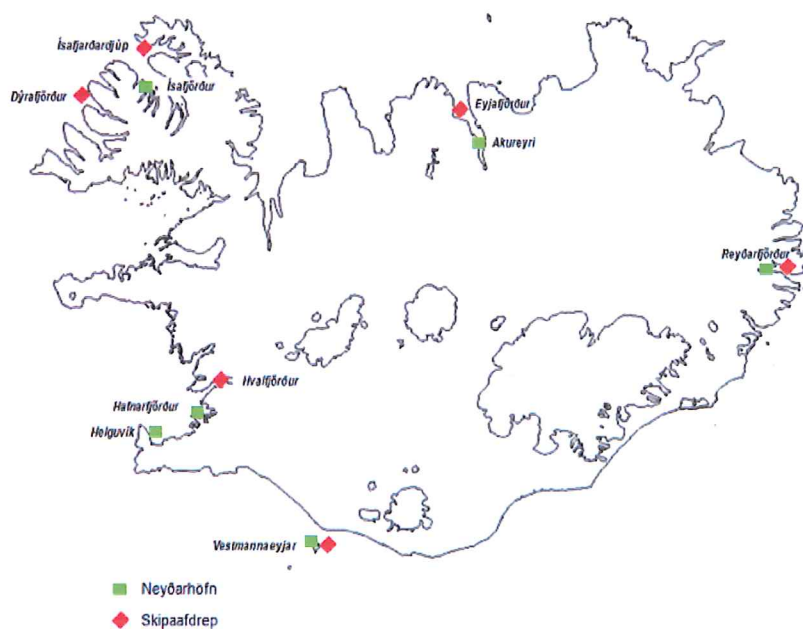 Ísafjarðardjúp
Ísafjörður
Dýrafjörður
Eyjafjörður
Akureyri
Reyðarfjörður
Hvalfjörður
Hafnarfjörður
Helguvík
Vestmannaeyjar
Neyðarhöfn
Skipaafdrep